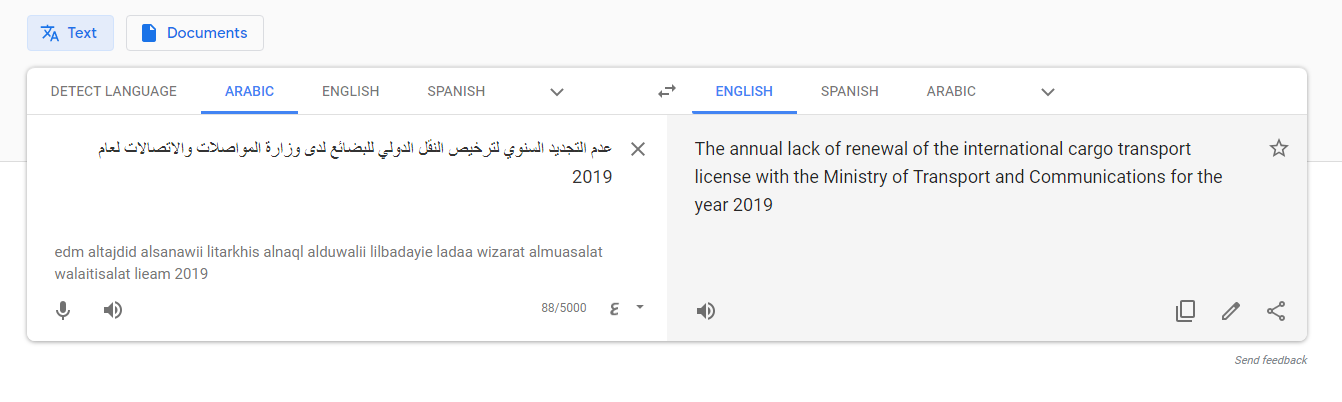 Text
Documents
DETECT LANGUAGE
ARABIC
ENGLISH
SPANISH
ENGLISH
SPANISH
ARABIC
عدم التجديد السنوي لترخيص النقل الدولي للبضائع لدى وزارة المواصلات والاتصالات لعام
2019
edm altajdid alsanawii litarkhis alnaql alduwalii lilbadayie ladaa wizarat almuasalat
walaitisalat lieam 2019
88/5000
The annual lack of renewal of the international cargo transport
license with the Ministry of Transport and Communications for the
year 2019
Send feedback